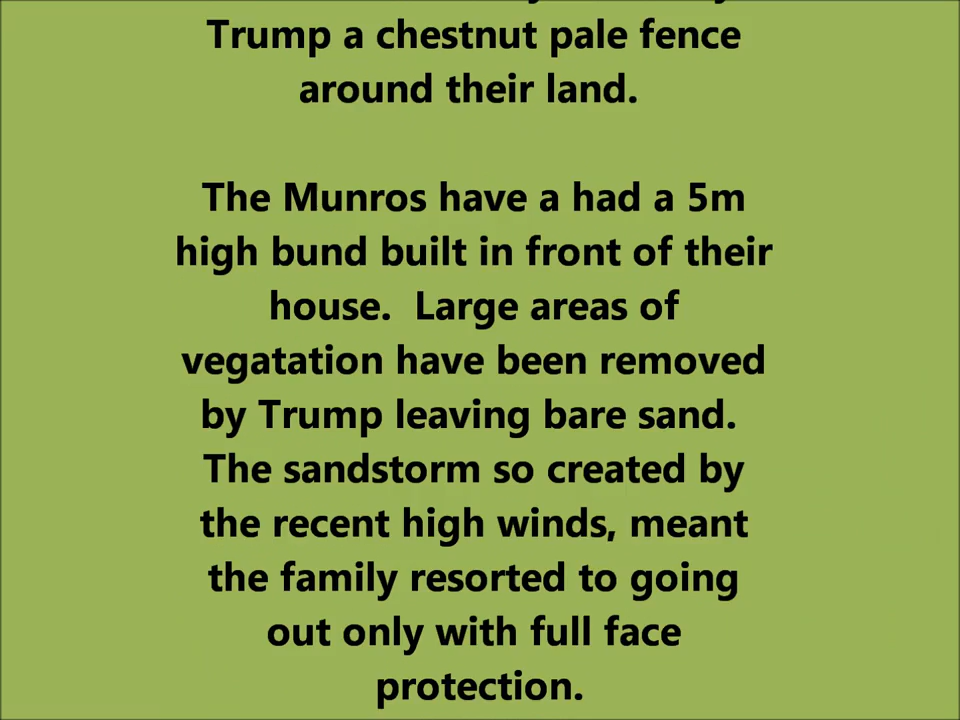 Trump a chestnut pale fence
around their land.
The Munros have a had a 5m
high bund built in front of their
house.  Large areas of
vegatation have been removed
by Trump leaving bare sand.
The sandstorm so created by
the recent high winds, meant
the family resorted to going
out only with full face
protection.